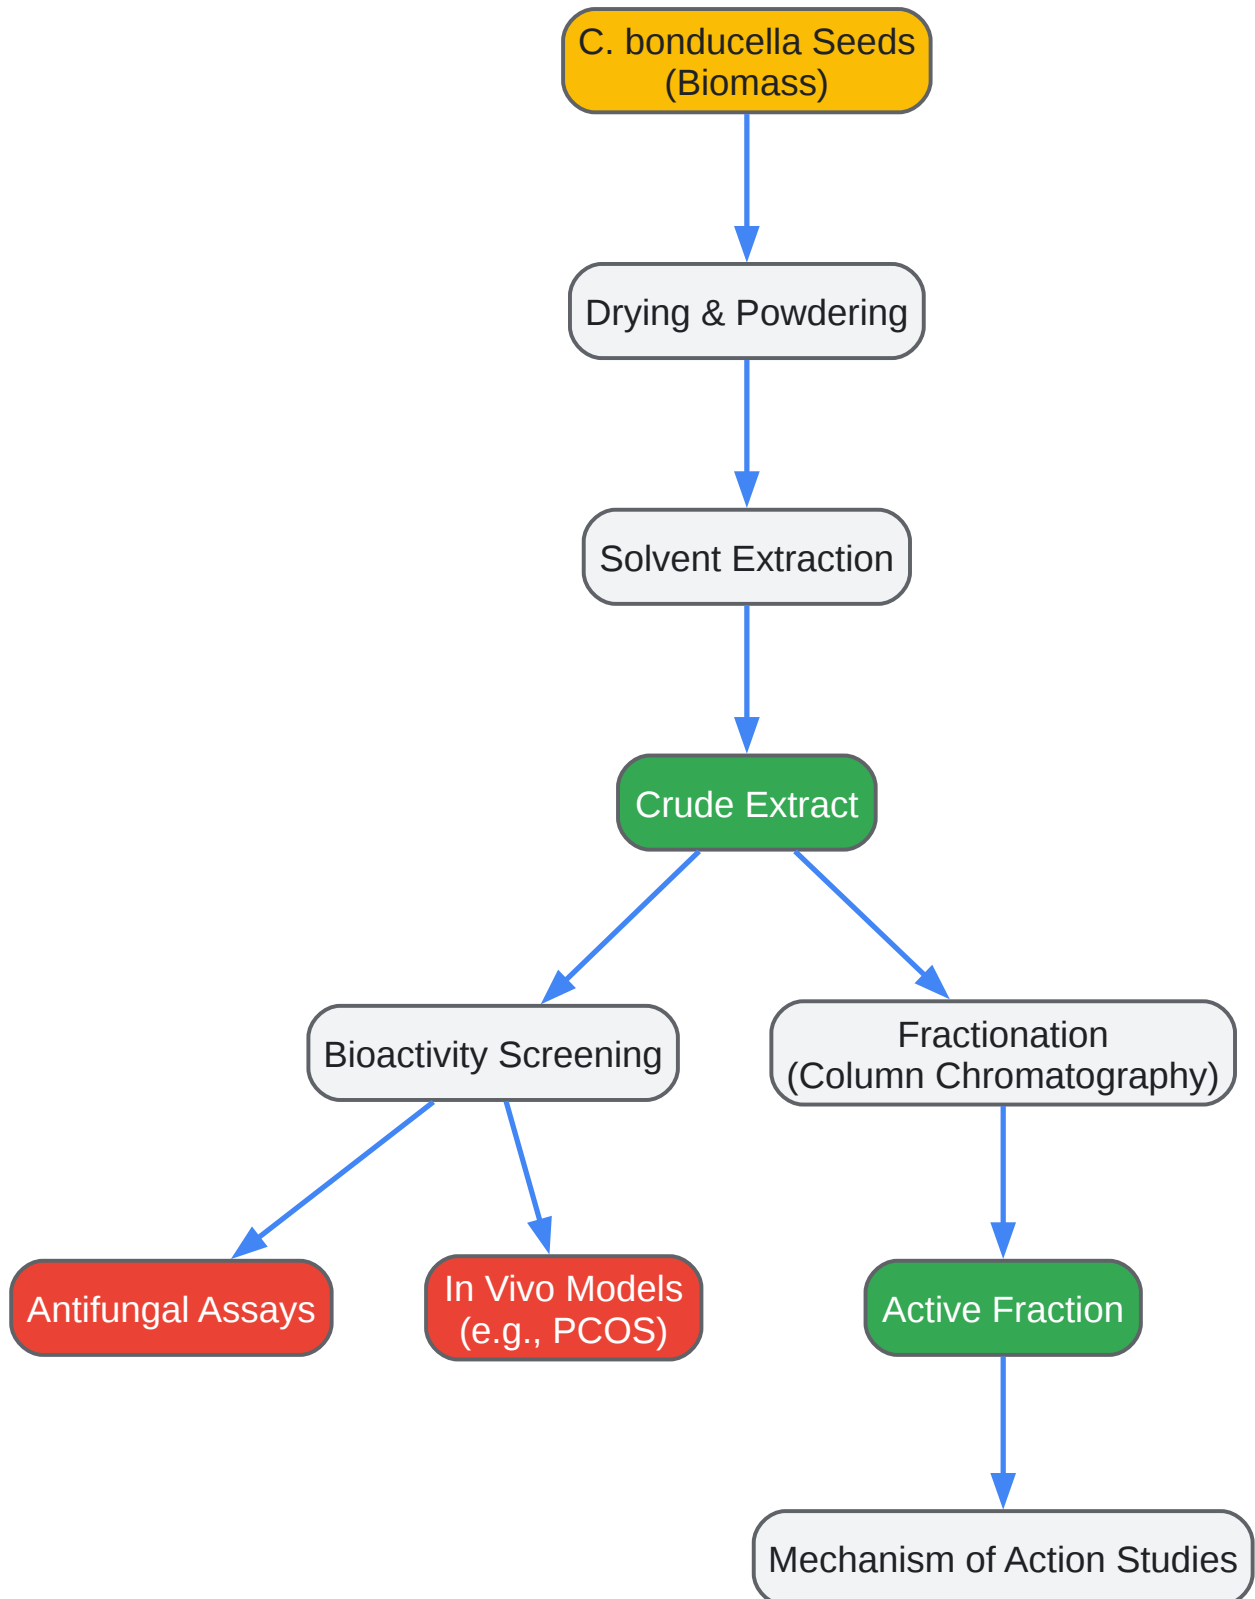 C. bonducella Seeds
(Biomass)
Drying & Powdering
Solvent Extraction
Crude Extract
Bioactivity Screening
Fractionation
(Column Chromatography)
Antifungal Assays
In Vivo Models
(e.g., PCOS)
Active Fraction
Mechanism of Action Studies